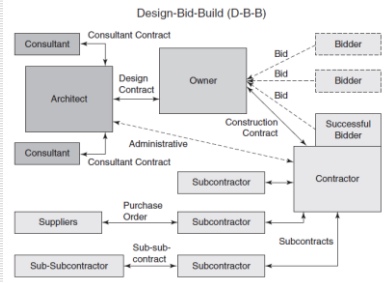 Design-Bid-Build (D-B-B)
Consultant
Consultant Contract
Bidder
Bid
Owner
Bid
Bidder
Architect
Design
Contract
Bid
Construction
Contract
Successful
Bidder
Administrative
Consultant
Consultant Contract
Contractor
Subcontractor
Purchase
Order
Suppliers
Subcontractor
Subcontracts
Sub-sub-
contract
Sub-Subcontractor
Subcontractor